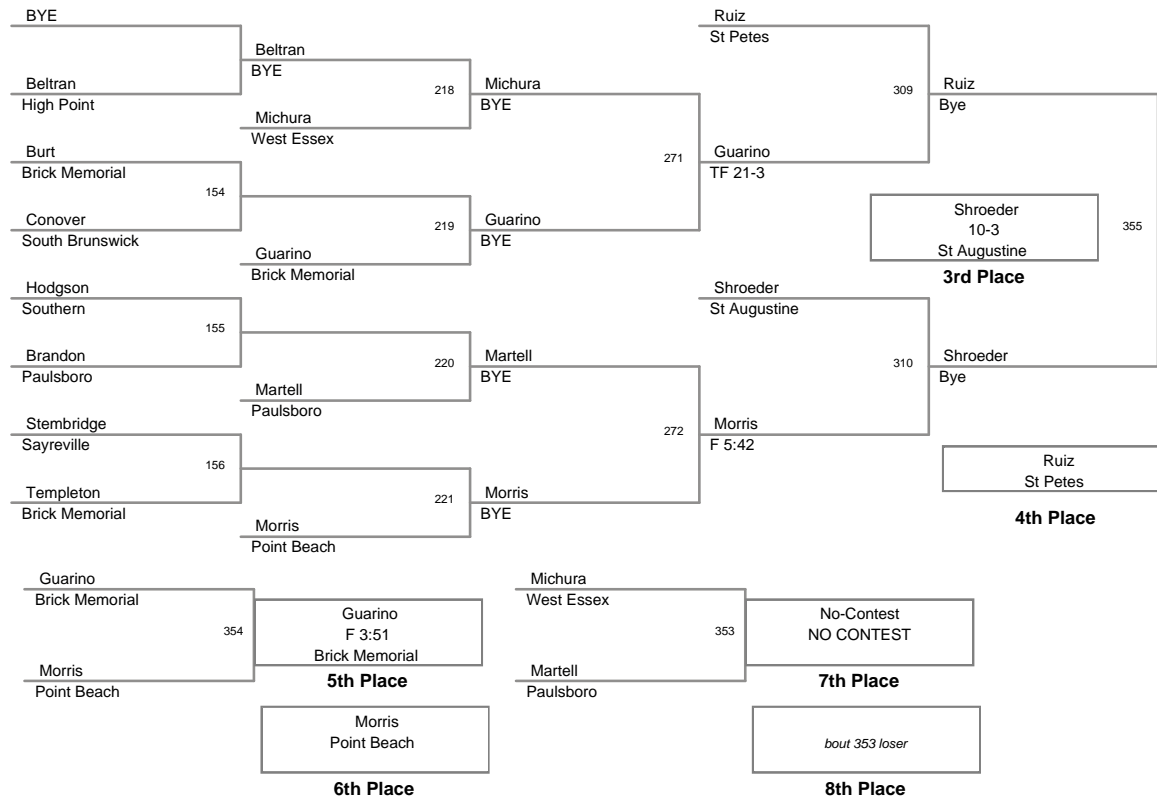 BYE
Beltran
High Point
Burt
Brick Memorial
154
Conover
South Brunswick
Hodgson
Southern
155
Brandon
Paulsboro
Stembridge
Sayreville
156
Templeton
Brick Memorial
Beltran
BYE
218
Michura
West Essex
219
Guarino
Brick Memorial
220
Martell
Paulsboro
221
Morris
Point Beach
Michura
BYE
271
Guarino
BYE
Martell
BYE
272
Morris
BYE
Ruiz
St Petes
309
Guarino
TF 21-3
Shroeder
St Augustine
310
Morris
F 5:42
Ruiz
Bye
Shroeder
10-3
St Augustine
355
3rd Place
Shroeder
Bye
Ruiz
St Petes
4th Place
Guarino
Brick Memorial
354
Morris
Point Beach
Guarino
F 3:51
Brick Memorial
5th Place
Morris
Point Beach
6th Place
Michura
West Essex
353
Martell
Paulsboro
No-Contest
NO CONTEST
7th Place
bout 353 loser
8th Place